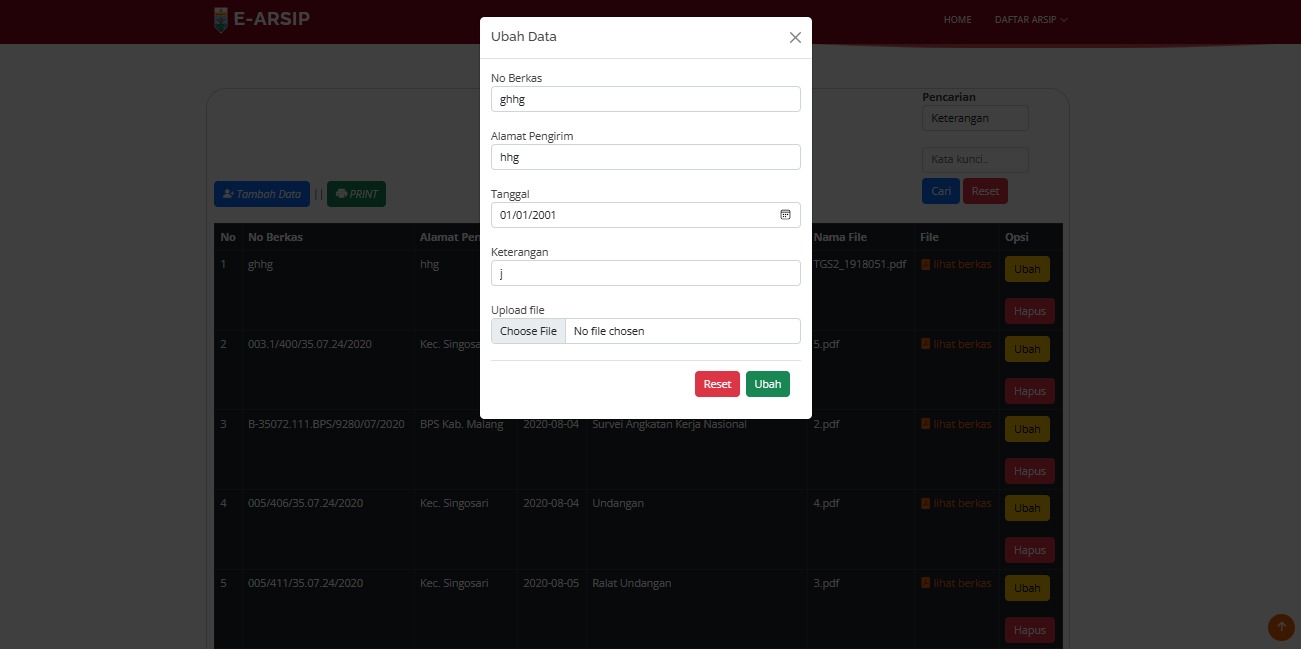 E-ARSIP
HOME
DAFTAR ARSIP
Ubah Data
No Berkas
ghhg
Alamat Pengirim
hhg
Tanggal
01/01/2001
Keterangan
j
Upload file
Choose File No file chosen
Reset Ubah
Pencarian
Keterangan
Kata kunci..
Cari Reset
Tambah Data || PRINT
No No Berkas Alamat Pen Nama File File Opsi
1 ghhg hhg TGS2_1918051.pdf lihat berkas Ubah
Hapus
2 003.1/400/35.07.24/2020 Kec. Singosa 5.pdf lihat berkas Ubah
Hapus
3 B-35072.111.BPS/9280/07/2020 BPS Kab. Malang 2020-08-04 Survei Angkatan Kerja Nasional 2.pdf lihat berkas Ubah
Hapus
4 005/406/35.07.24/2020 Kec. Singosari 2020-08-04 Undangan 4.pdf lihat berkas Ubah
Hapus
5 005/411/35.07.24/2020 Kec. Singosari 2020-08-05 Ralat Undangan 3.pdf lihat berkas Ubah
Hapus